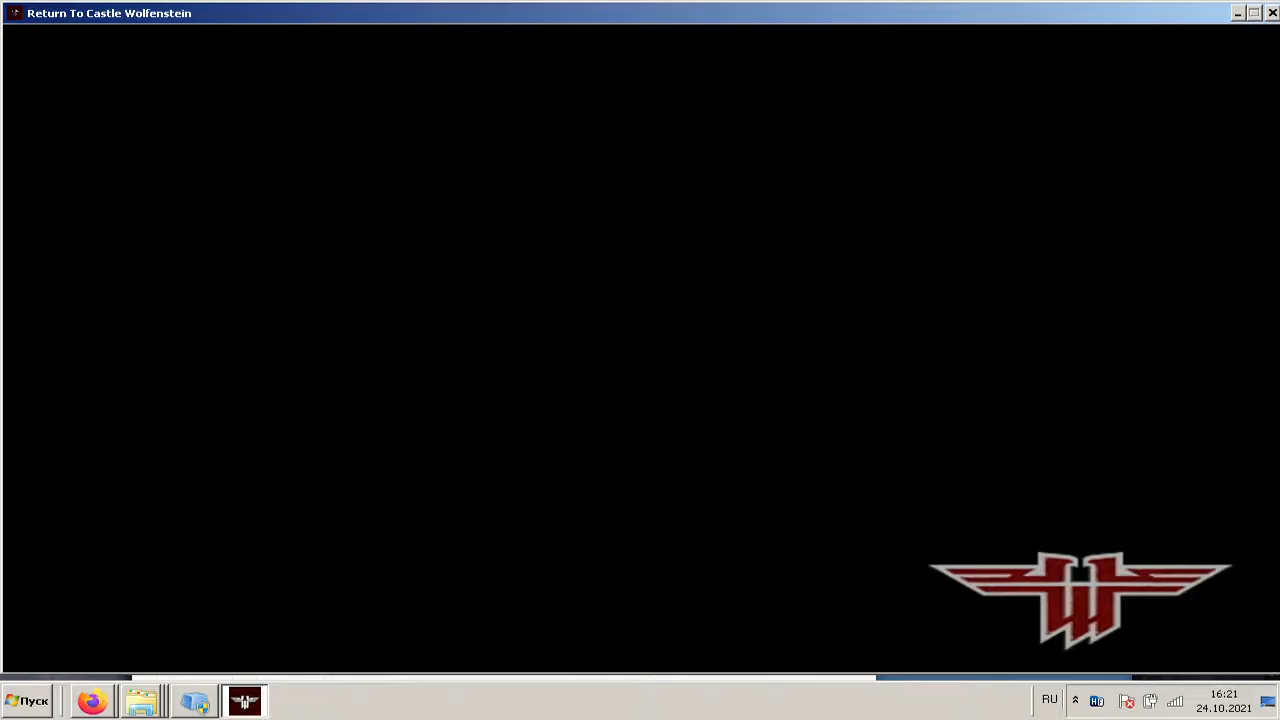 Return To Castle Wolfenstein
Пуск
RU
16:21
24.10.2021